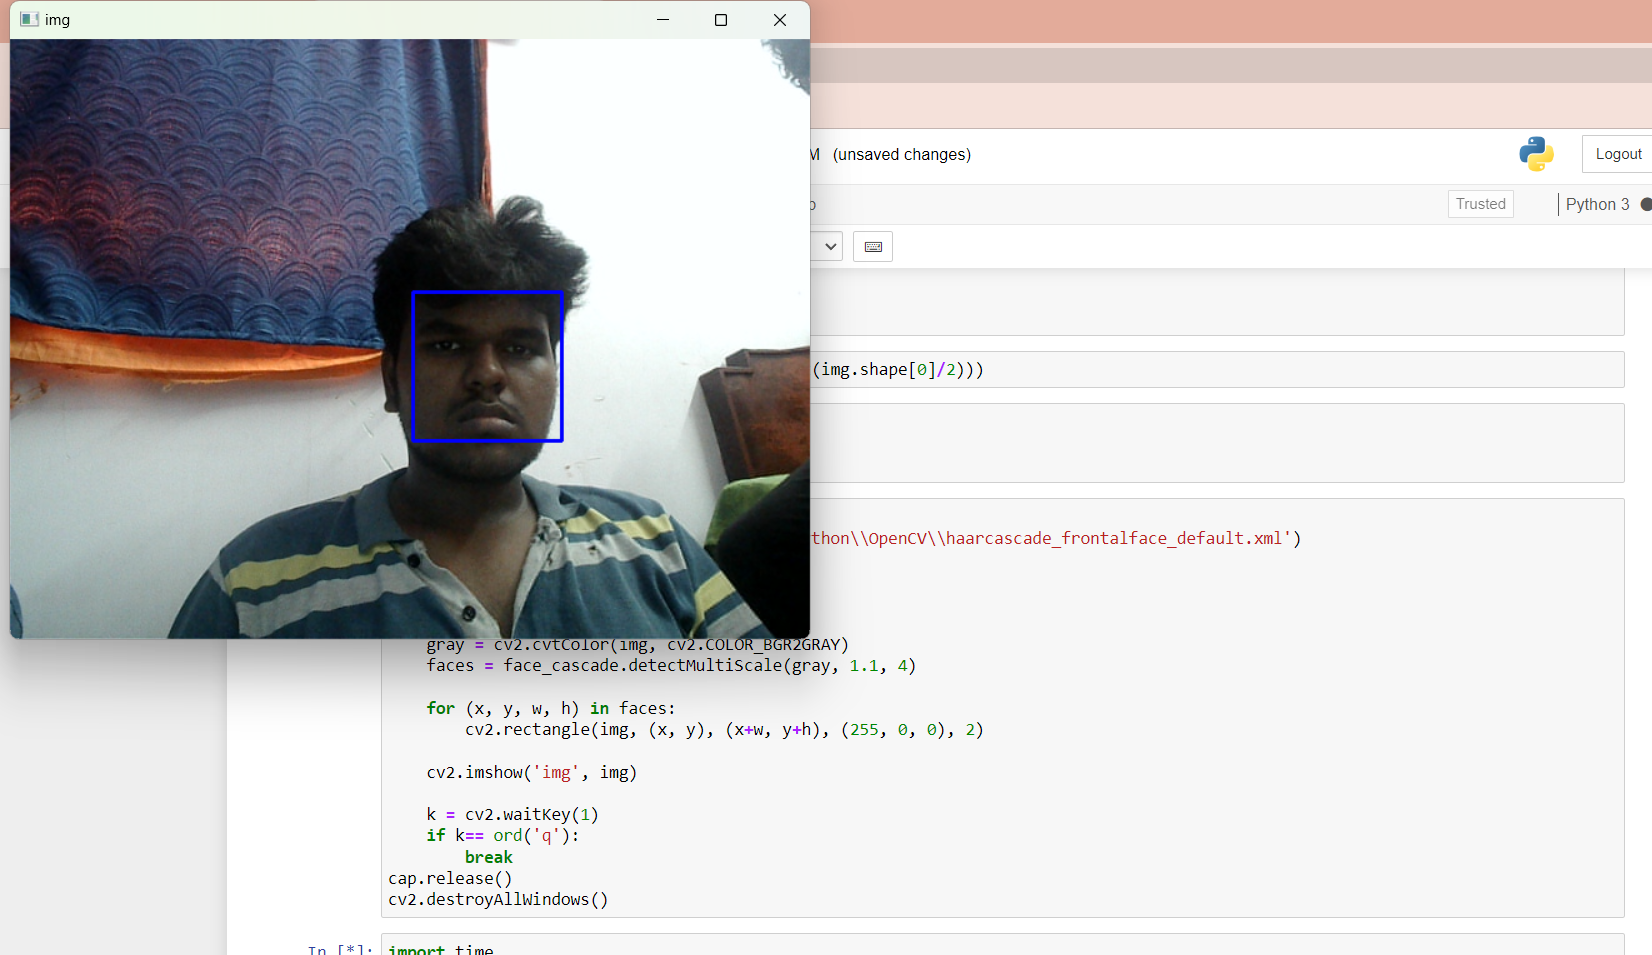 img
M (unsaved changes)
Logout
Trusted
Python 3
(img.shape[0]/2)))
thon\\OpenCV\\haarcascade_frontalface_default.xml')
gray = cv2.cvtColor(img, cv2.COLOR_BGR2GRAY)
faces = face_cascade.detectMultiScale(gray, 1.1, 4)
for (x, y, w, h) in faces:
cv2.rectangle(img, (x, y), (x+w, y+h), (255, 0, 0), 2)
cv2.imshow('img', img)
k = cv2.waitKey(1)
if k== ord('q'):
break
cap.release()
cv2.destroyAllWindows()
In [*]: import time